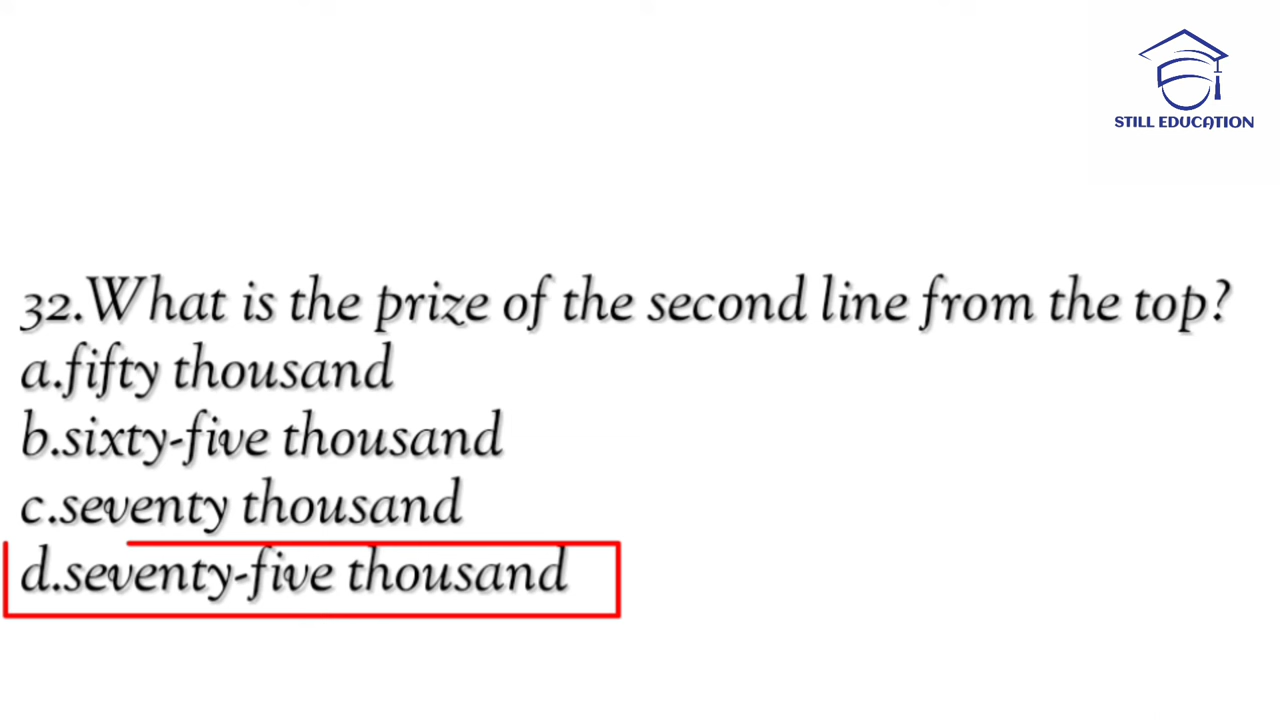 STILL EDUCATION
32.What is the prize of the second line from the top?
a.fifty thousand
b.sixty-five thousand
c.seventy thousand
d.seventy-five thousand